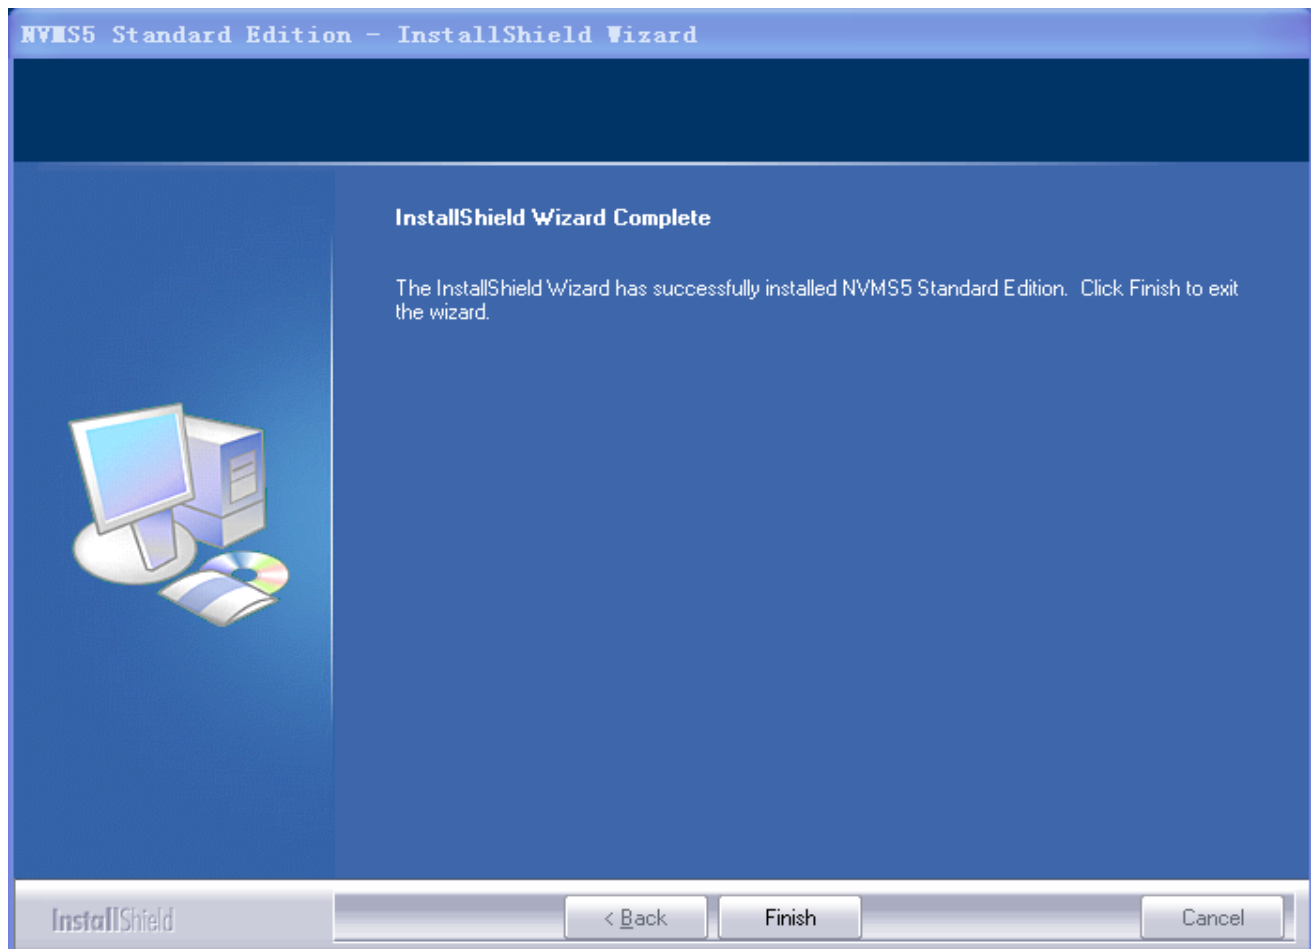 NVMS5 Standard Edition - InstallShield Wizard
InstallShield Wizard Complete
The InstallShield Wizard has successfully installed NVMS5 Standard Edition.  Click Finish to exit
the wizard.
InstallShield
< Back
Finish
Cancel